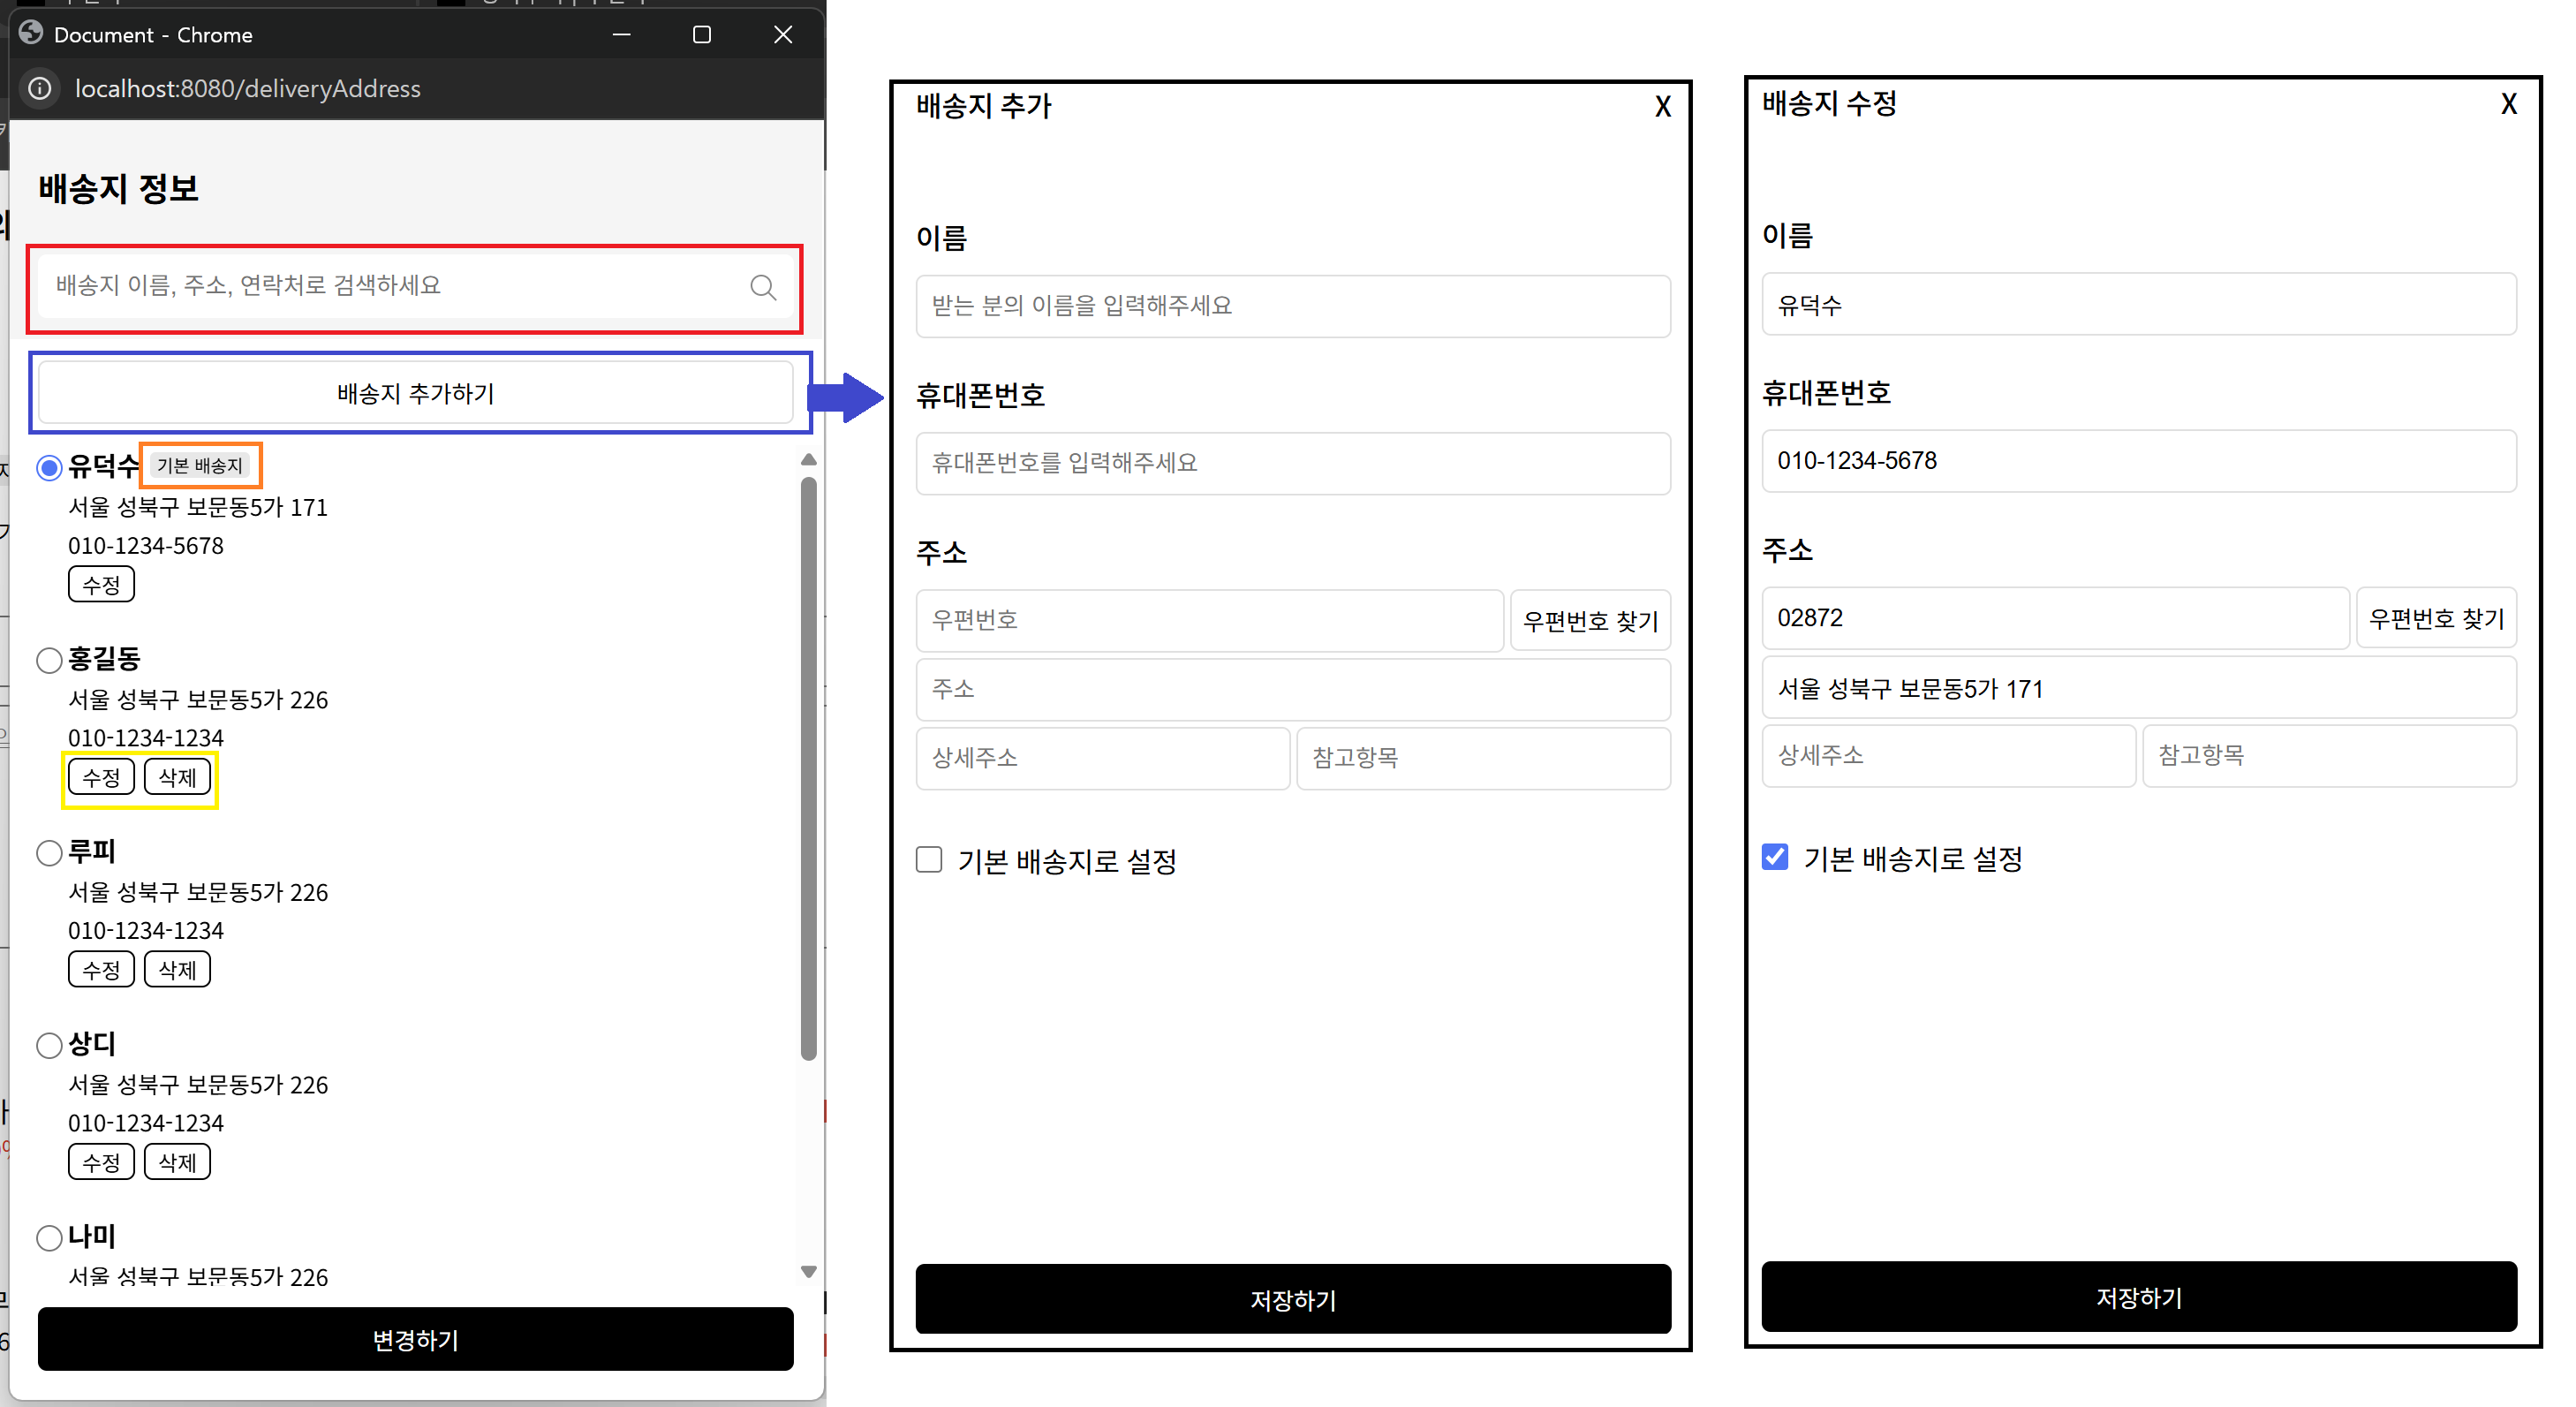 Document - Chrome
localhost:8080/deliveryAddress
배송지 정보
배송지 이름, 주소, 연락처로 검색하세요
배송지 추가하기
유덕수 기본 배송지
서울 성북구 보문동5가 171
010-1234-5678
수정
홍길동
서울 성북구 보문동5가 226
010-1234-1234
수정 삭제
루피
서울 성북구 보문동5가 226
010-1234-1234
수정 삭제
상디
서울 성북구 보문동5가 226
010-1234-1234
수정 삭제
나미
서울 성북구 보문동5가 226
변경하기
배송지 추가 X
이름
받는 분의 이름을 입력해주세요
휴대폰번호
휴대폰번호를 입력해주세요
주소
우편번호 우편번호 찾기
주소
상세주소 참고항목
기본 배송지로 설정
저장하기
배송지 수정 X
이름
유덕수
휴대폰번호
010-1234-5678
주소
02872 우편번호 찾기
서울 성북구 보문동5가 171
상세주소 참고항목
기본 배송지로 설정
저장하기